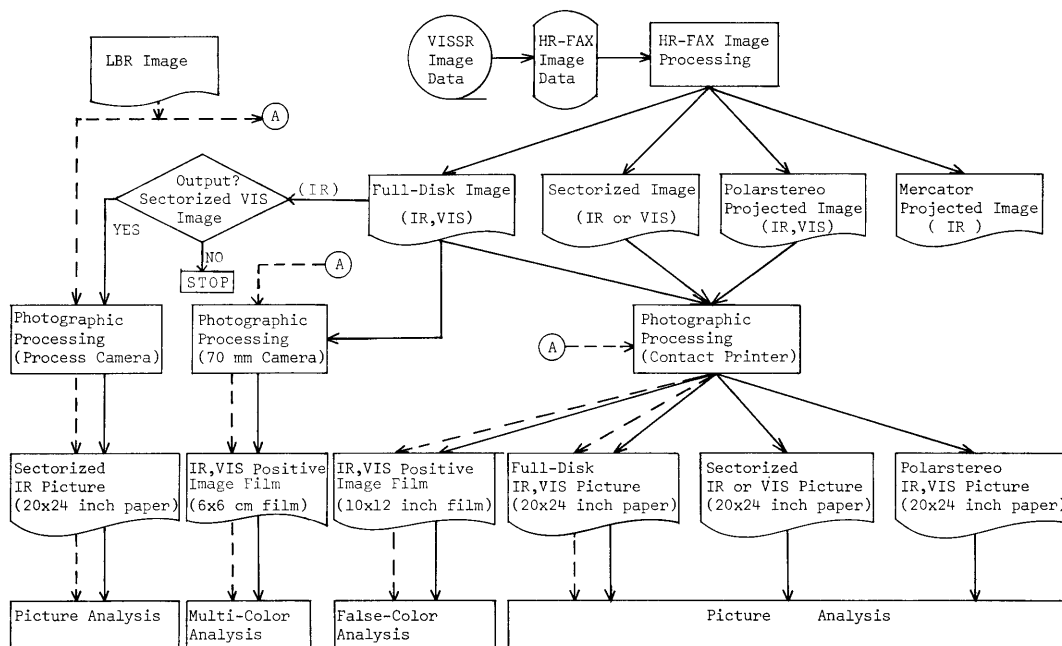 LBR Image
VISSR
Image
Data
HR-FAX
Image
Data
HR-FAX Image
Processing
A
Output?
Sectorized VIS
Image
(IR)
YES
NO
STOP
Full-Disk Image
(IR,VIS)
Sectorized Image
(IR or VIS)
Polarstereo
Projected Image
(IR,VIS)
Mercator
Projected Image
( IR )
A
Photographic
Processing
(Process Camera)
Photographic
Processing
(70 mm Camera)
A
Photographic
Processing
(Contact Printer)
Sectorized
IR Picture
(20x24 inch paper)
IR,VIS Positive
Image Film
(6x6 cm film)
IR,VIS Positive
Image Film
(10x12 inch film)
Full-Disk
IR,VIS Picture
(20x24 inch paper)
Sectorized
IR or VIS Picture
(20x24 inch paper)
Polarstereo
IR,VIS Picture
(20x24 inch paper)
Picture Analysis
Multi-Color
Analysis
False-Color
Analysis
Picture Analysis